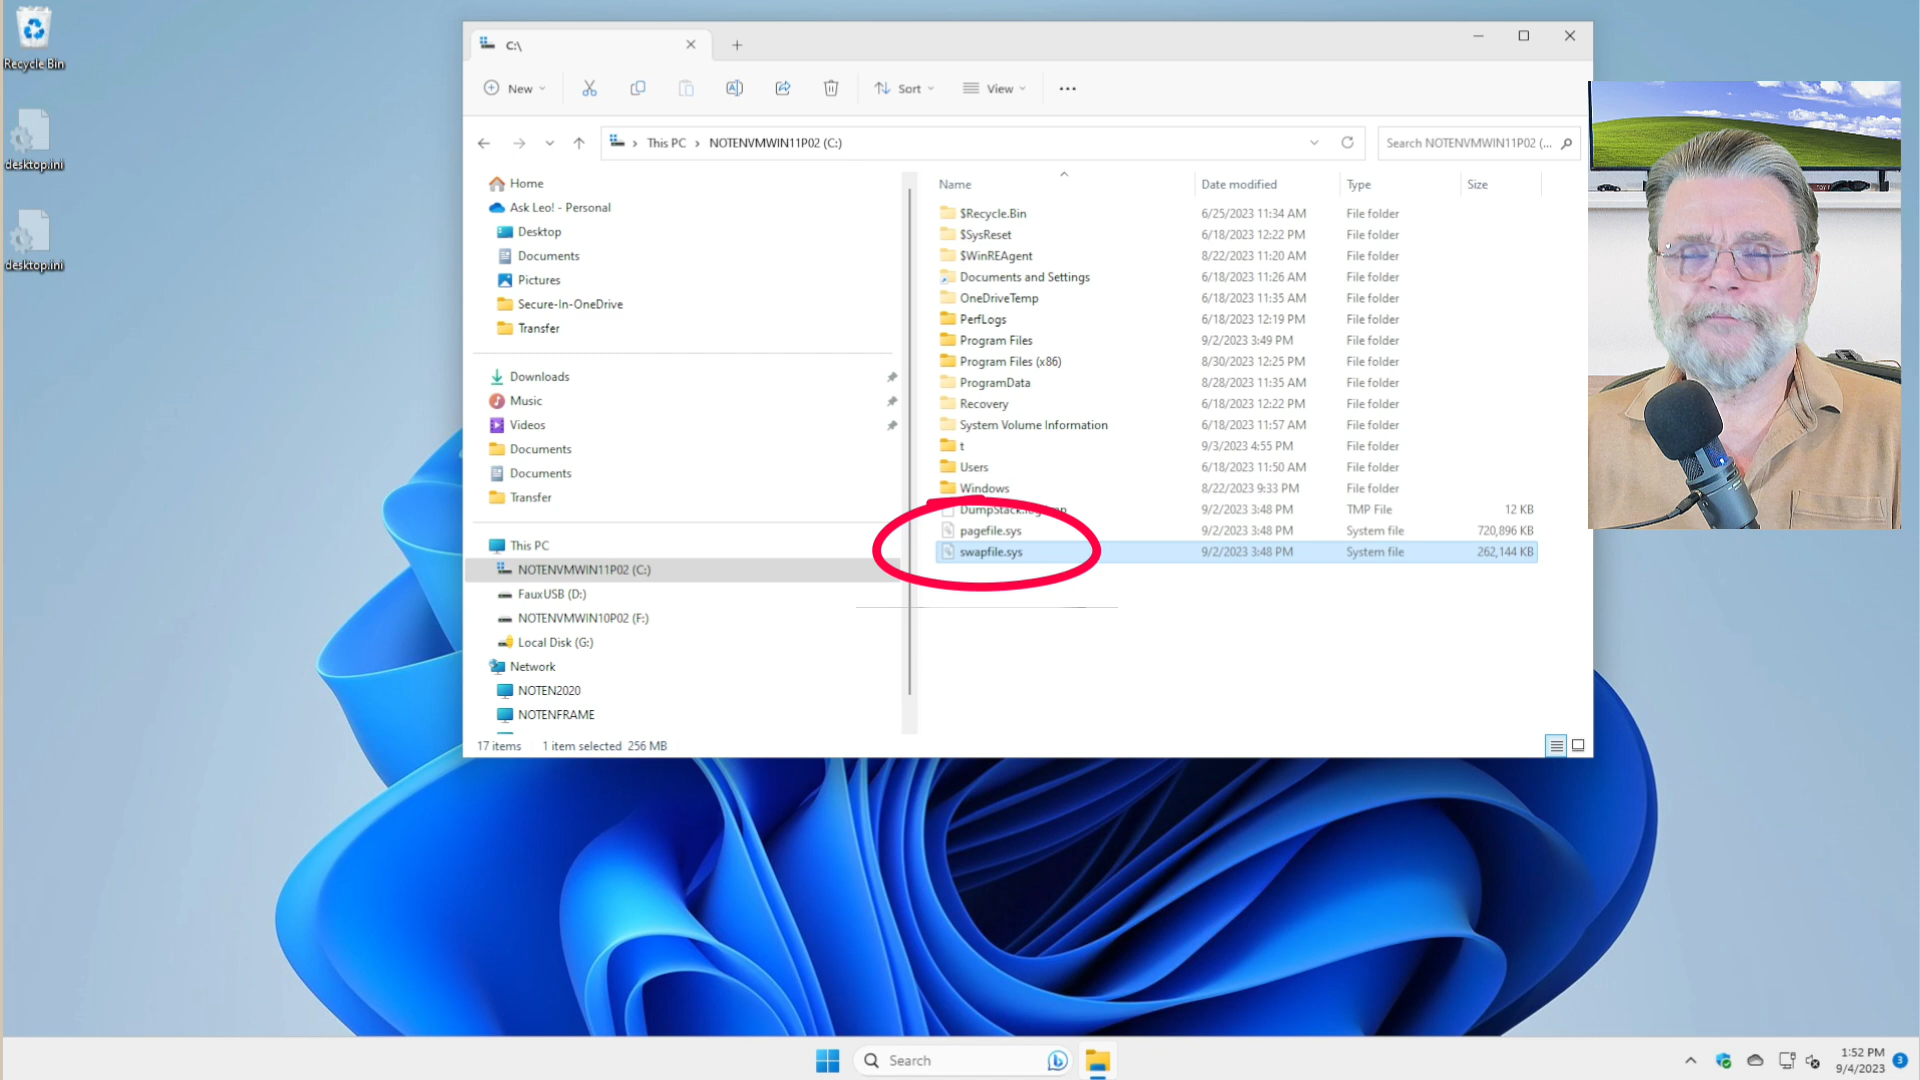 Recycle Bin
desktop.ini
desktop.ini
C:\
New
Sort
View
This PC > NOTENVMWIN11P02 (C:)
Search NOTENVMWIN11P02 (...
Home
Ask Leo! - Personal
Desktop
Documents
Pictures
Secure-In-OneDrive
Transfer
Downloads
Music
Videos
Documents
Documents
Transfer
This PC
NOTENVMWIN11P02 (C:)
FauxUSB (D:)
NOTENVMWIN10P02 (F:)
Local Disk (G:)
Network
NOTEN2020
NOTENFRAME
Name Date modified Type Size
$Recycle.Bin 6/25/2023 11:34 AM File folder
$SysReset 6/18/2023 12:22 PM File folder
$WinREAgent 8/22/2023 11:20 AM File folder
Documents and Settings 6/18/2023 11:26 AM File folder
OneDriveTemp 6/18/2023 11:35 AM File folder
PerfLogs 6/18/2023 12:19 PM File folder
Program Files 9/2/2023 3:49 PM File folder
Program Files (x86) 8/30/2023 12:25 PM File folder
ProgramData 8/28/2023 11:35 AM File folder
Recovery 6/18/2023 12:22 PM File folder
System Volume Information 6/18/2023 11:57 AM File folder
t 9/3/2023 4:55 PM File folder
Users 6/18/2023 11:50 AM File folder
Windows 8/22/2023 9:33 PM File folder
DumpStack.log.tmp 9/2/2023 3:48 PM TMP File 12 KB
pagefile.sys 9/2/2023 3:48 PM System file 720,896 KB
swapfile.sys 9/2/2023 3:48 PM System file 262,144 KB
17 items 1 item selected 256 MB
Search
1:52 PM
9/4/2023
3